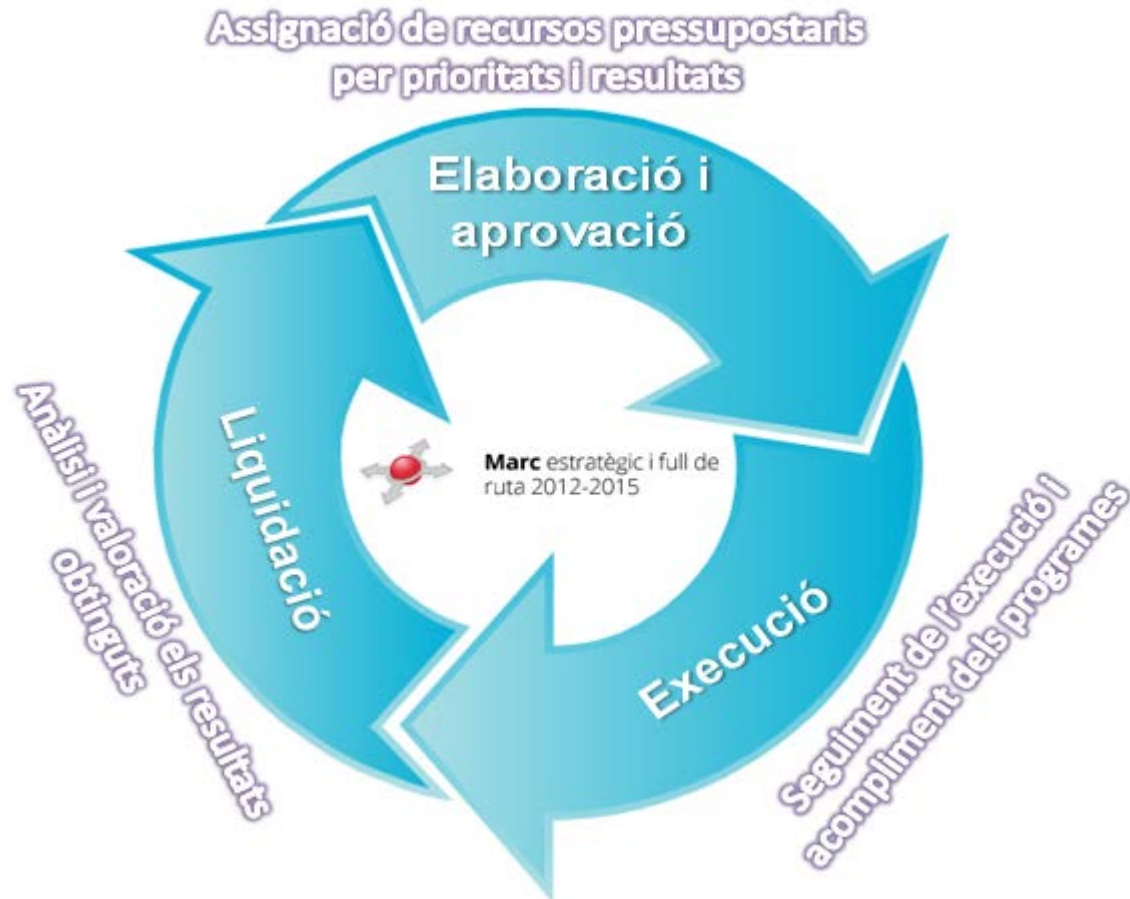 Assignació de recursos pressupostaris
per prioritats i resultats
Elaboració i
aprovació
Liquidació
Marc estratègic i full de
ruta 2012-2015
Execució
Anàlisi i valoració els resultats
obtinguts
Seguiment de l'execució i
acompliment dels programes